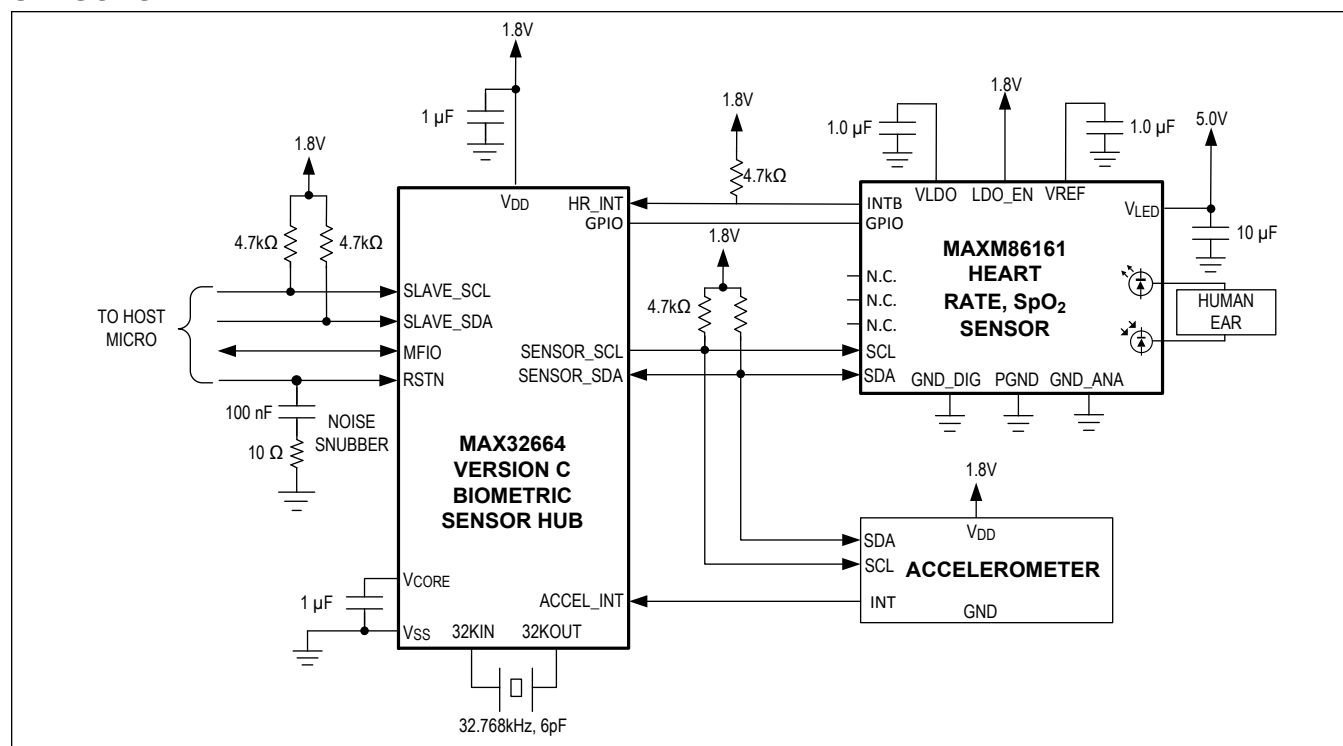 1.8V
1 µF
1.8V
4.7kΩ
4.7kΩ
TO HOST
MICRO
SLAVE_SCL
SLAVE_SDA
MFIO
RSTN
100 nF
NOISE
SNUBBER
10 Ω
VDD
HR_INT
GPIO
SENSOR_SCL
SENSOR_SDA
MAX32664
VERSION C
BIOMETRIC
SENSOR HUB
VCORE
1 µF
VSS
32KIN
32KOUT
ACCEL_INT
32.768kHz, 6pF
1.8V
4.7kΩ
1.8V
4.7kΩ
1.0 µF
1.8V
1.0 µF
5.0V
VLDO
LDO_EN
VREF
INTB
GPIO
VLED
10 µF
N.C.
N.C.
N.C.
MAXM86161
HEART
RATE, SpO2
SENSOR
HUMAN
EAR
SCL
SDA
GND_DIG
PGND
GND_ANA
1.8V
VDD
SDA
SCL
ACCELEROMETER
INT
GND